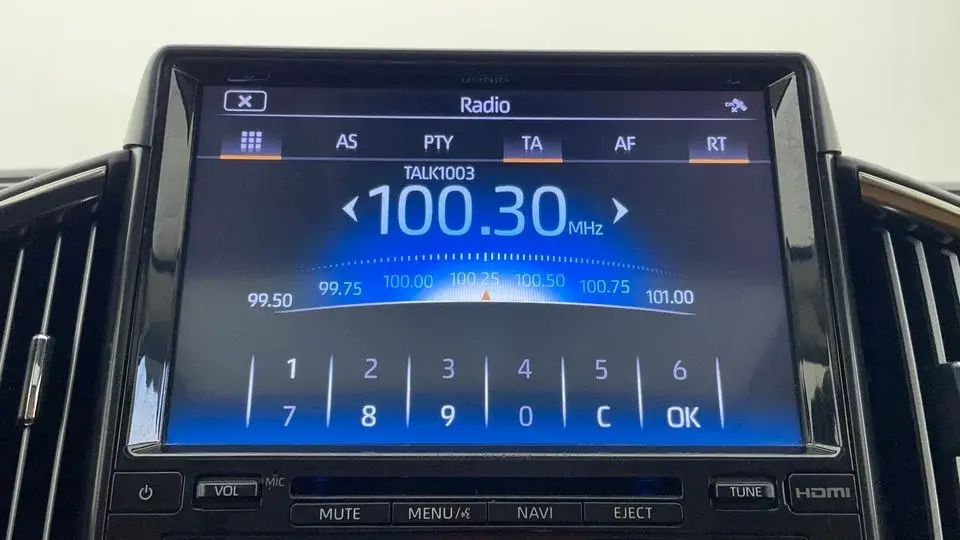 Radio
AS PTY TA AF RT
TALK1003
100.30 MHz
99.50 99.75 100.00 100.25 100.50 100.75 101.00
1 2 3 4 5 6
7 8 9 0 C OK
VOL MIC TUNE HDMI
MUTE MENU/ NAVI EJECT